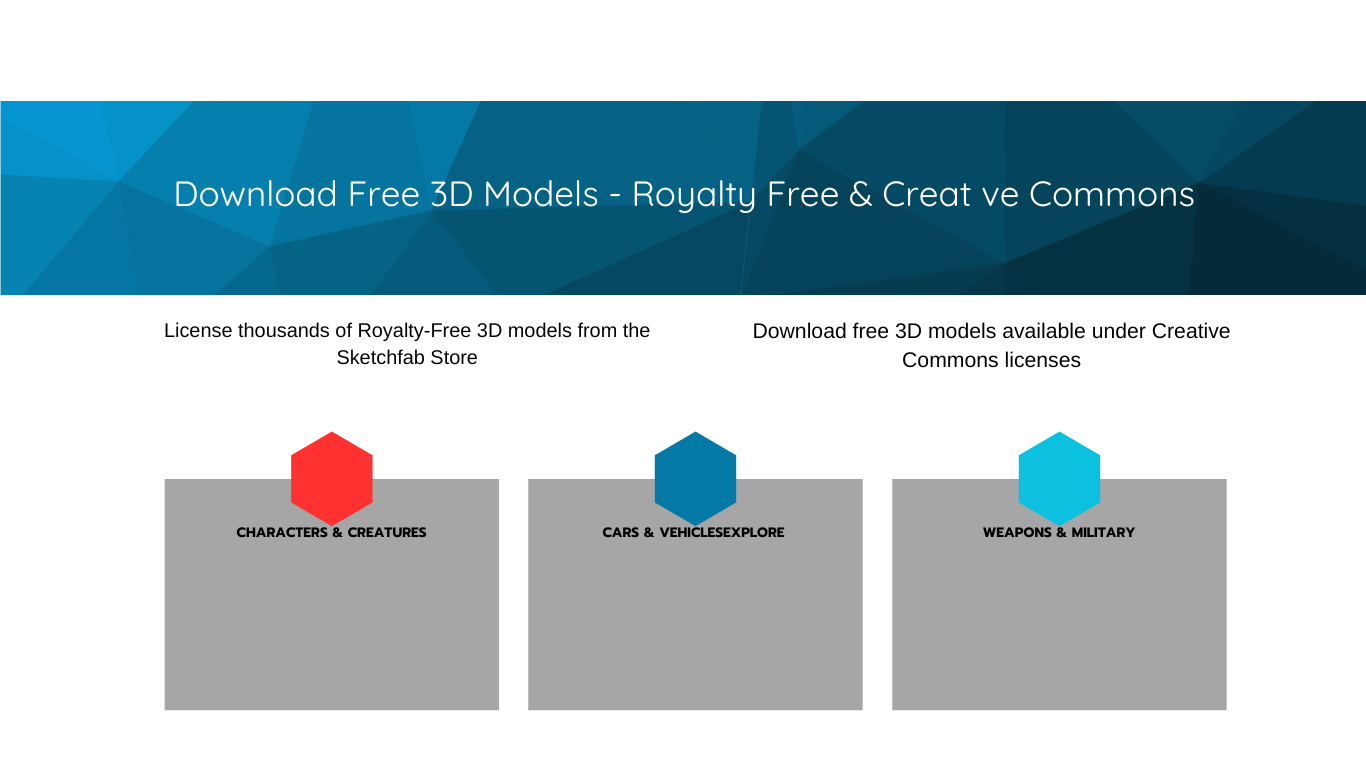 Download Free 3D Models - Royalty Free & Creat ve Commons
License thousands of Royalty-Free 3D models from the
Sketchfab Store
Download free 3D models available under Creative
Commons licenses
CHARACTERS & CREATURES
CARS & VEHICLESEXPLORE
WEAPONS & MILITARY